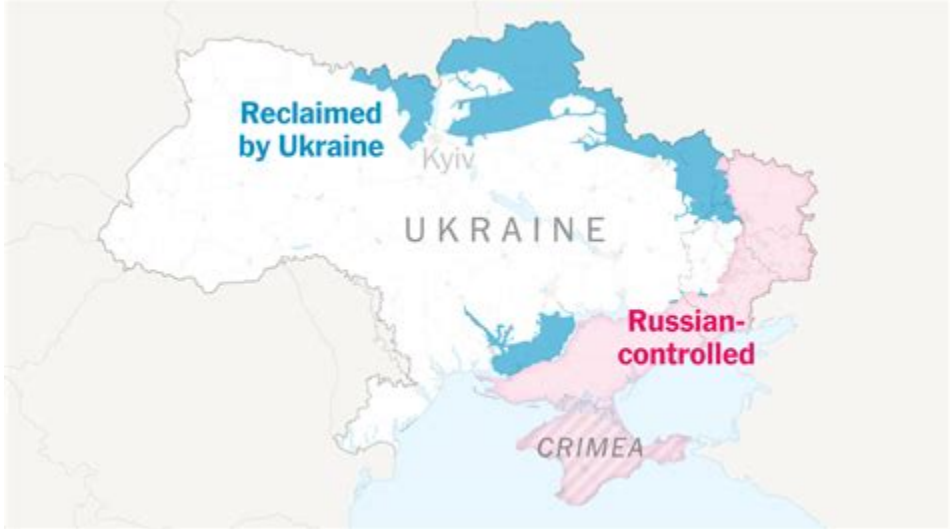 Reclaimed
by Ukraine
Kyiv
UKRAINE
Russian-
controlled
CRIMEA